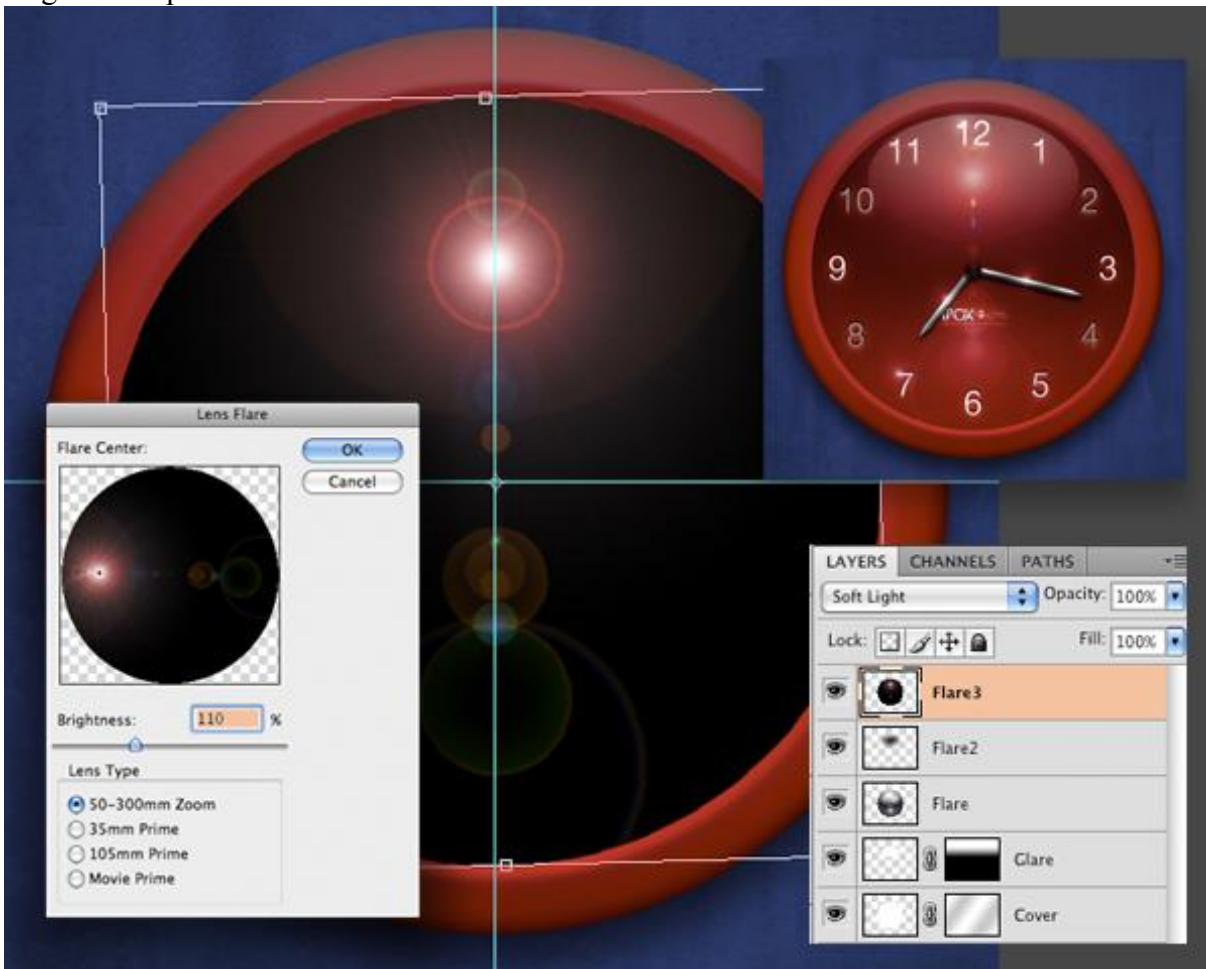 11 12 1
10 2
9 3
8 4
7 6 5
Lens Flare
Flare Center:
OK
Cancel
Brightness: 110 %
Lens Type
50-300mm Zoom
35mm Prime
105mm Prime
Movie Prime
LAYERS CHANNELS PATHS
Soft Light Opacity: 100%
Lock: Fill: 100%
Flare3
Flare2
Flare
Glare
Cover